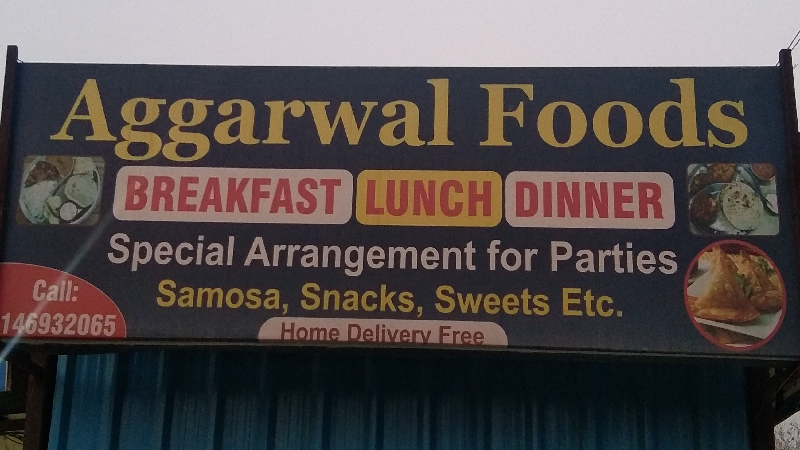 Aggarwal Foods
BREAKFAST LUNCH DINNER
Special Arrangement for Parties
Samosa, Snacks, Sweets Etc.
Call:
146932065
Home Delivery Free